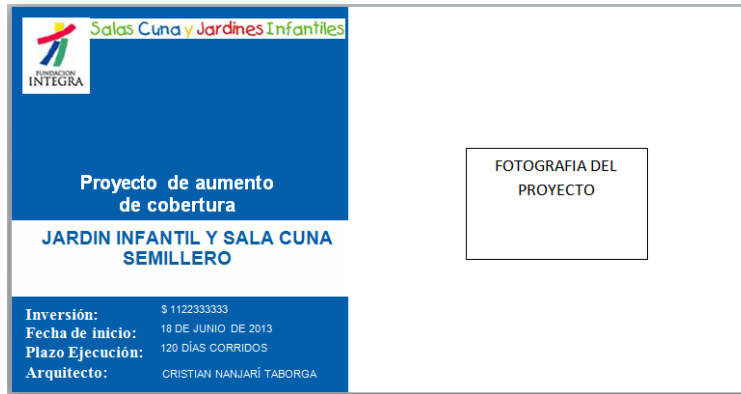 Salas Cuna y Jardines Infantiles
FUNDACION
INTEGRA
Proyecto de aumento
de cobertura
JARDIN INFANTIL Y SALA CUNA
SEMILLERO
Inversión: $ 1122333333
Fecha de inicio: 18 DE JUNIO DE 2013
Plazo Ejecución: 120 DÍAS CORRIDOS
Arquitecto: CRISTIAN NANJARÍ TABORGA
FOTOGRAFIA DEL
PROYECTO